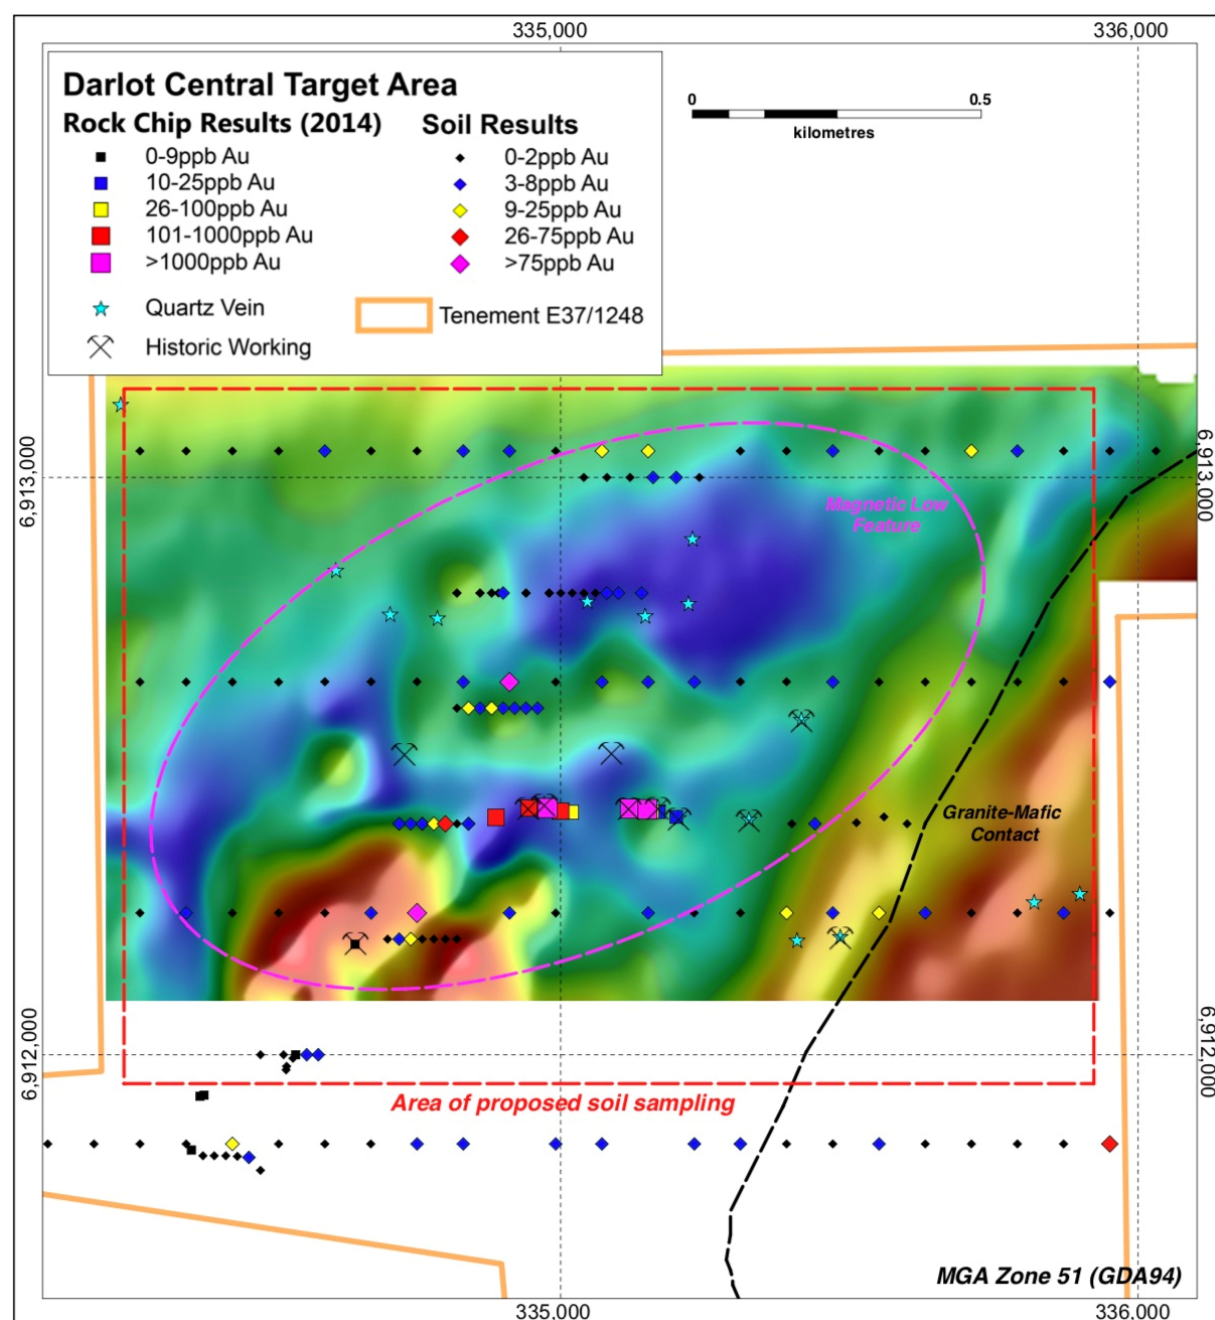 335,000
336,000
Darlot Central Target Area
Rock Chip Results (2014)
Soil Results
0-9ppb Au
0-2ppb Au
10-25ppb Au
3-8ppb Au
26-100ppb Au
9-25ppb Au
101-1000ppb Au
26-75ppb Au
>1000ppb Au
>75ppb Au
Quartz Vein
Tenement E37/1248
Historic Working
0
0.5
kilometres
6,913,000
6,913,000
Magnetic Low
Feature
Granite-Mafic
Contact
6,912,000
6,912,000
Area of proposed soil sampling
MGA Zone 51 (GDA94)
335,000
336,000